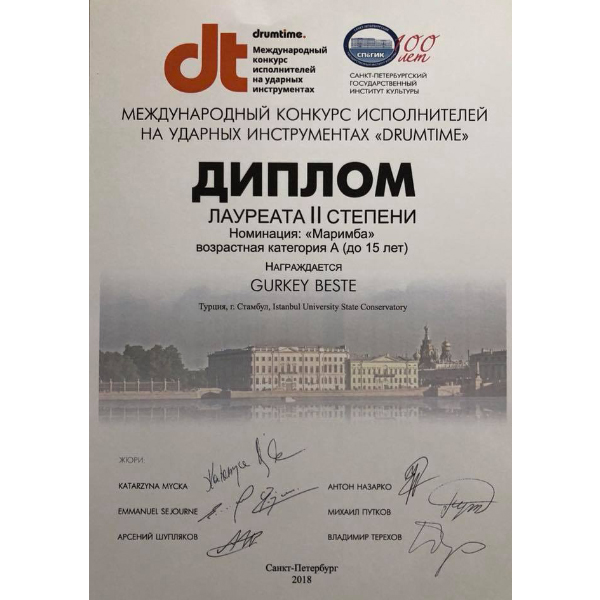 dt
drumtime.
Международный
конкурс
исполнителей
на ударных
инструментах
СПбГИК
100
лет
САНКТ-ПЕТЕРБУРГСКИЙ
ГОСУДАРСТВЕННЫЙ
ИНСТИТУТ КУЛЬТУРЫ
МЕЖДУНАРОДНЫЙ КОНКУРС ИСПОЛНИТЕЛЕЙ
НА УДАРНЫХ ИНСТРУМЕНТАХ «DRUMTIME»
ДИПЛОМ
ЛАУРЕАТА II СТЕПЕНИ
Номинация: «Маримба»
возрастная категория А (до 15 лет)
НАГРАЖДАЕТСЯ
GURKEY BESTE
Турция, г. Стамбул, Istanbul University State Conservatory
ЖЮРИ:
KATARZYNA MYCKA
EMMANUEL SEJOURNE
АРСЕНИЙ ШУПЛЯКОВ
АНТОН НАЗАРКО
МИХАИЛ ПУТКОВ
ВЛАДИМИР ТЕРЕХОВ
Санкт-Петербург
2018